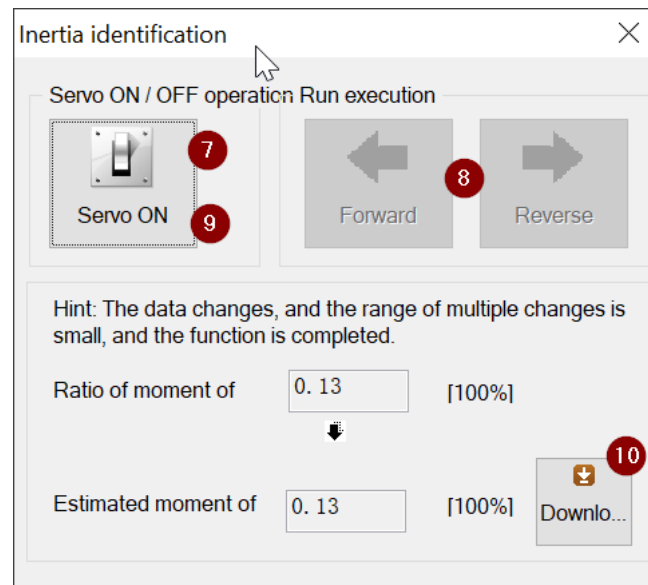 Inertia identification
Servo ON / OFF operation Run execution
7
8
Servo ON
9
Forward
Reverse
Hint: The data changes, and the range of multiple changes is
small, and the function is completed.
Ratio of moment of
0. 13
[100%]
10
Estimated moment of
0. 13
[100%]
Downlo...